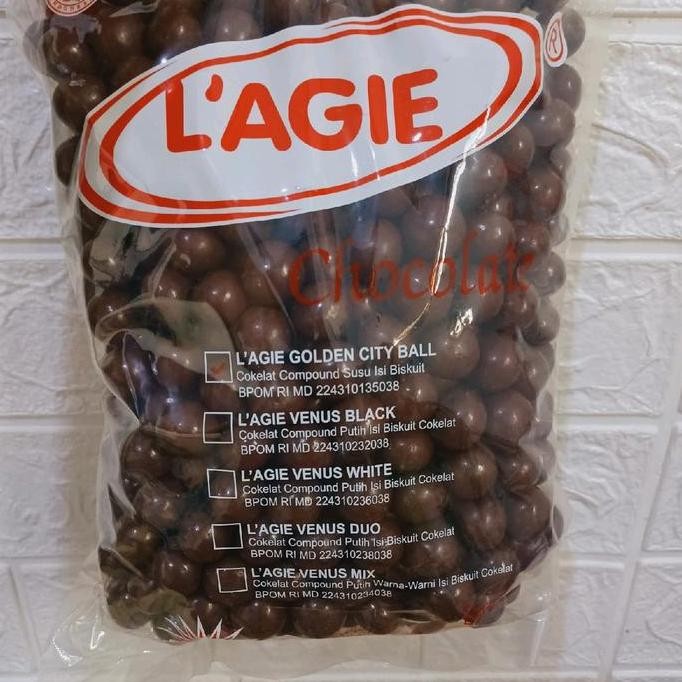 L'AGIE
R
Chocolate
L'AGIE GOLDEN CITY BALL
Cokelat Compound Susu Isi Biskuit
BPOM RI MD 224310135038
L'AGIE VENUS BLACK
Cokelat Compound Putih Isi Biskuit Cokelat
BPOM RI MD 224310232038
L'AGIE VENUS WHITE
Cokelat Compound Putih Isi Biskuit Cokelat
BPOM RI MD 224310236038
L'AGIE VENUS DUO
Cokelat Compound Putih Isi Biskuit Cokelat
BPOM RI MD 224310238038
L'AGIE VENUS MIX
Cokelat Compound Putih Warna-Warni Isi Biskuit Cokelat
BPOM RI MD 224310234038